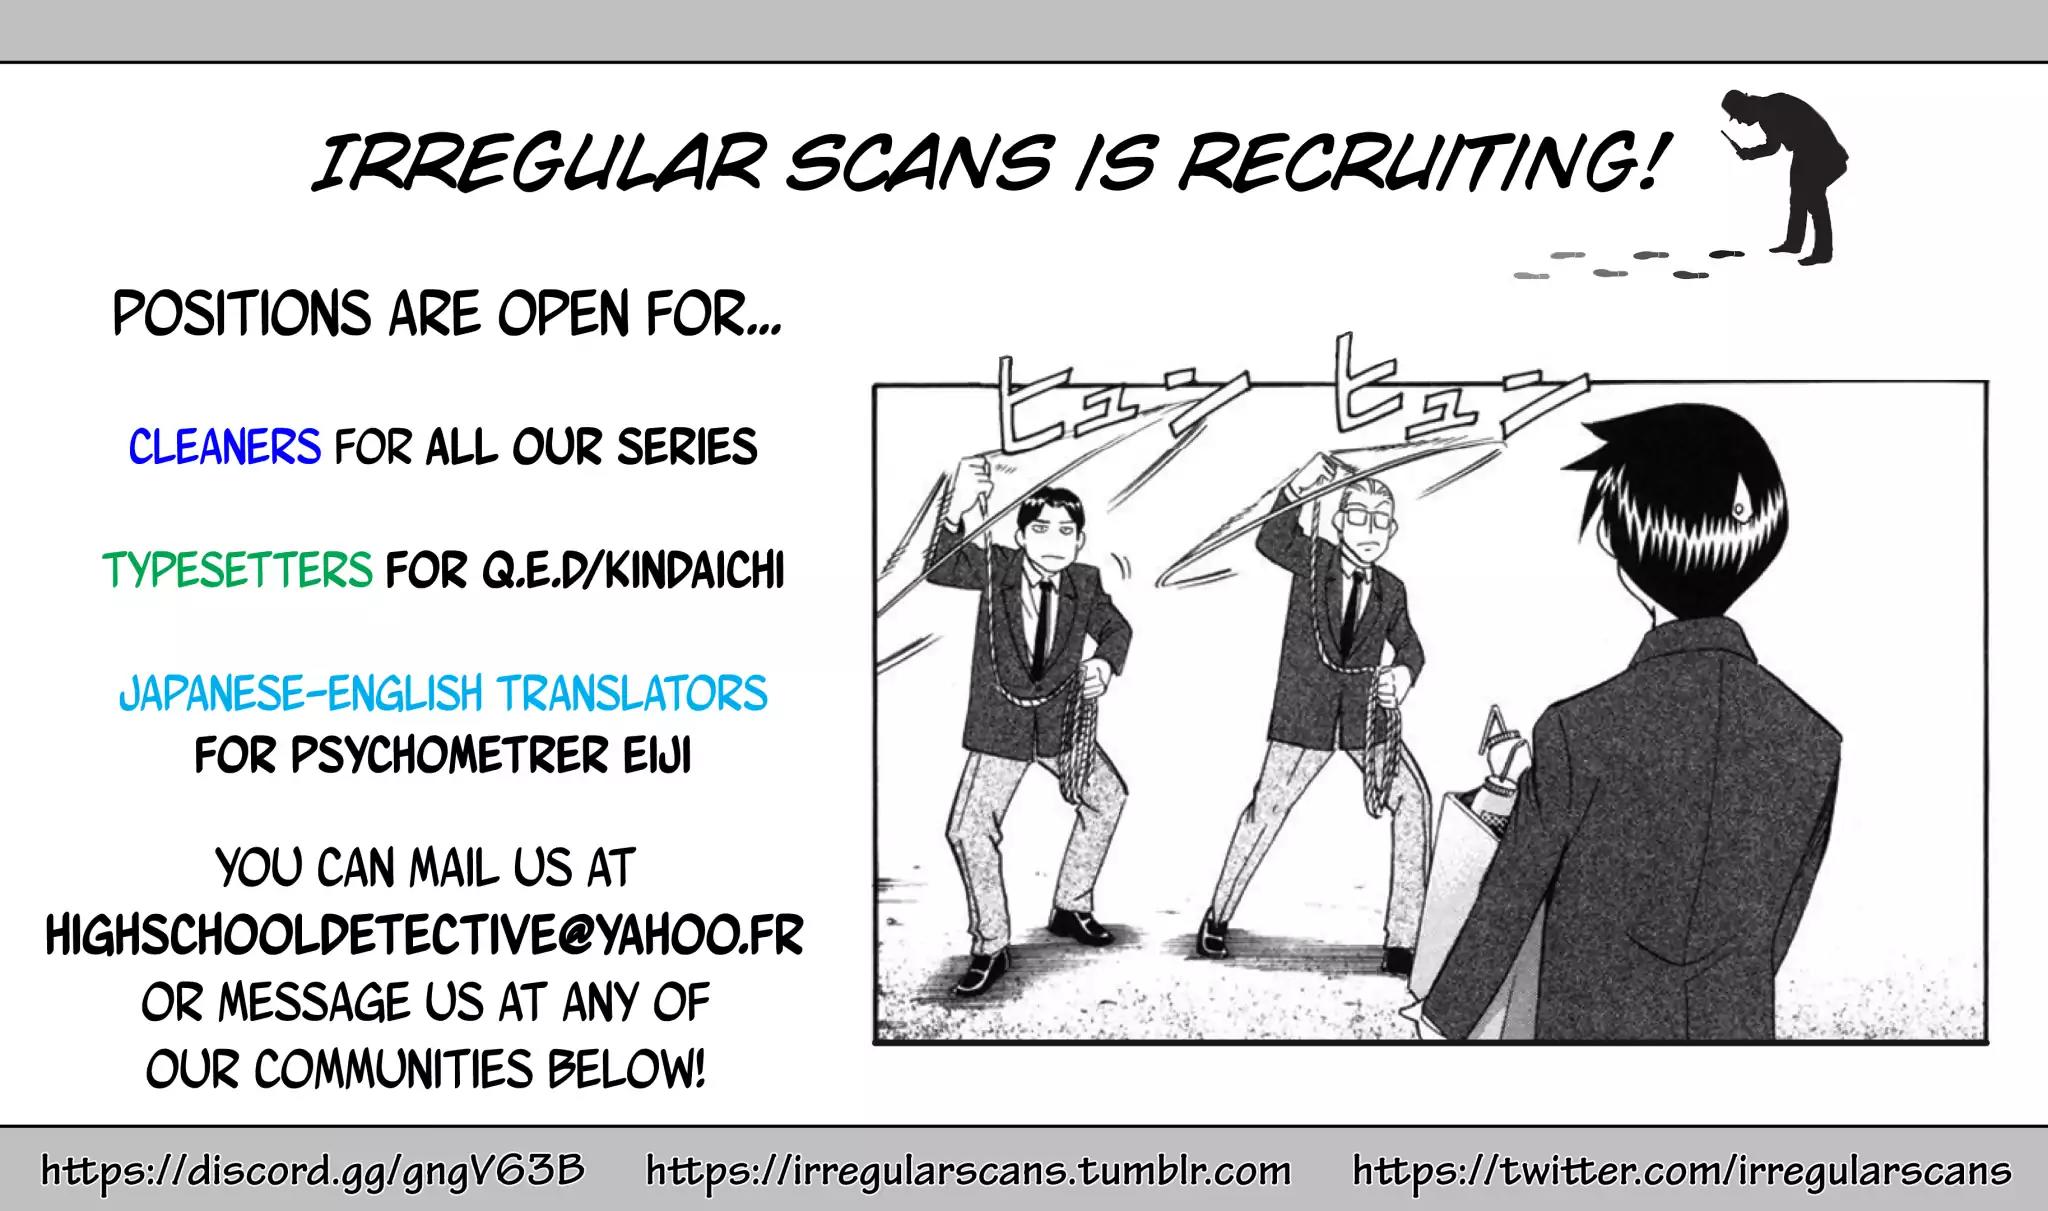 IRREGULAR SCANS IS RECRUITING!
POSITIONS ARE OPEN FOR...
CLEANERS FOR ALL OUR SERIES
TYPESETTERS FOR Q.E.D/KINDAICHI
JAPANESE-ENGLISH TRANSLATORS
FOR PSYCHOMETRER EIJI
YOU CAN MAIL US AT
HIGHSCHOOLDETECTIVE@YAHOO.FR
OR MESSAGE US AT ANY OF
OUR COMMUNITIES BELOW!
ヒュン ヒュン
https://discord.gg/gngV63B https://irregularscans.tumblr.com https://twitter.com/irregularscans